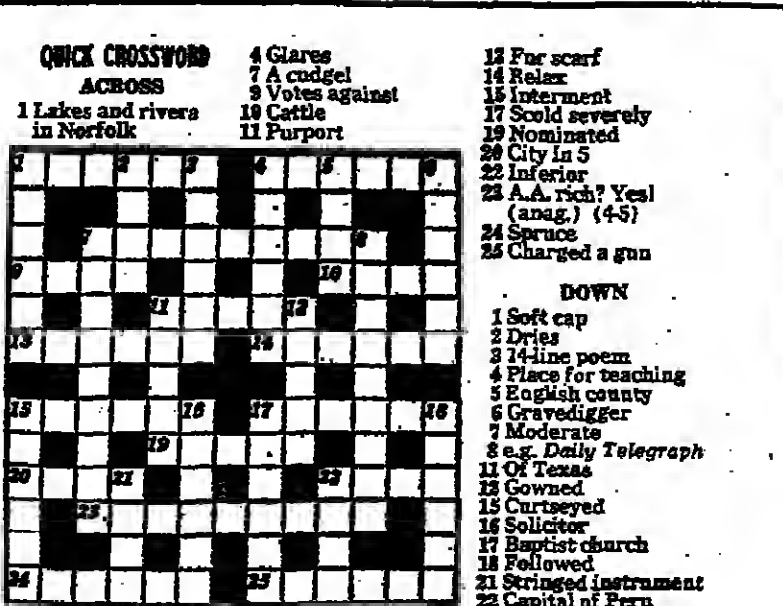 QUICK CROSSWORD
ACROSS
1 Lakes and rivers
in Norfolk
4 Glares
7 A cudgel
9 Votes against
10 Cattle
11 Purport
13 Fur scarf
14 Relax
15 Interment
17 Scold severely
19 Nominated
20 City in 5
22 Inferior
23 A.A. rich? Yes!
(anag.) (4-5)
24 Spruce
25 Charged a gun
DOWN
1 Soft cap
2 Dries
3 14-line poem
4 Place for teaching
5 English county
6 Gravedigger
7 Moderate
8 e.g. Daily Telegraph
11 Of Texas
12 Gowned
15 Curtseyed
16 Solicitor
17 Baptist church
18 Followed
21 Stringed instrument
22 Capital of Peru
1 2 3 4 5 6
7 8
9 10
11 12
13 14
15 16 17 18
19
20 21 22
23
24 25